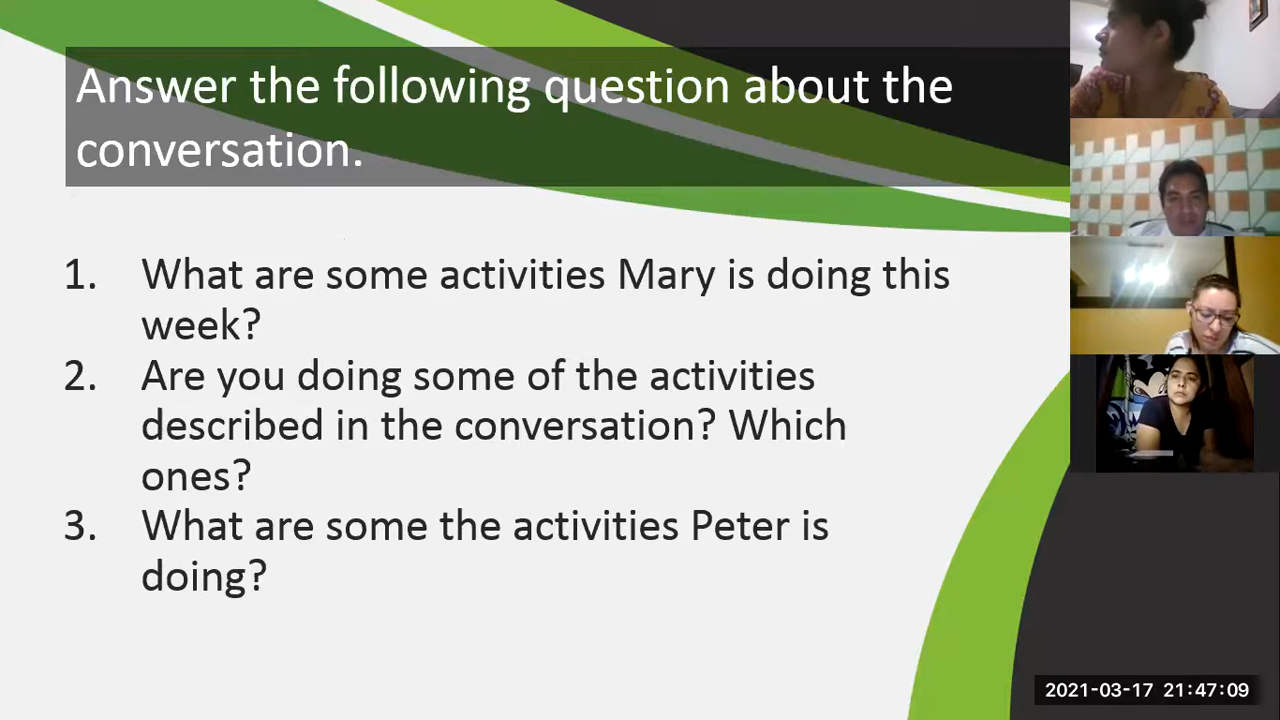 Answer the following question about the
conversation.
1. What are some activities Mary is doing this
week?
2. Are you doing some of the activities
described in the conversation? Which
ones?
3. What are some the activities Peter is
doing?
2021-03-17 21:47:09